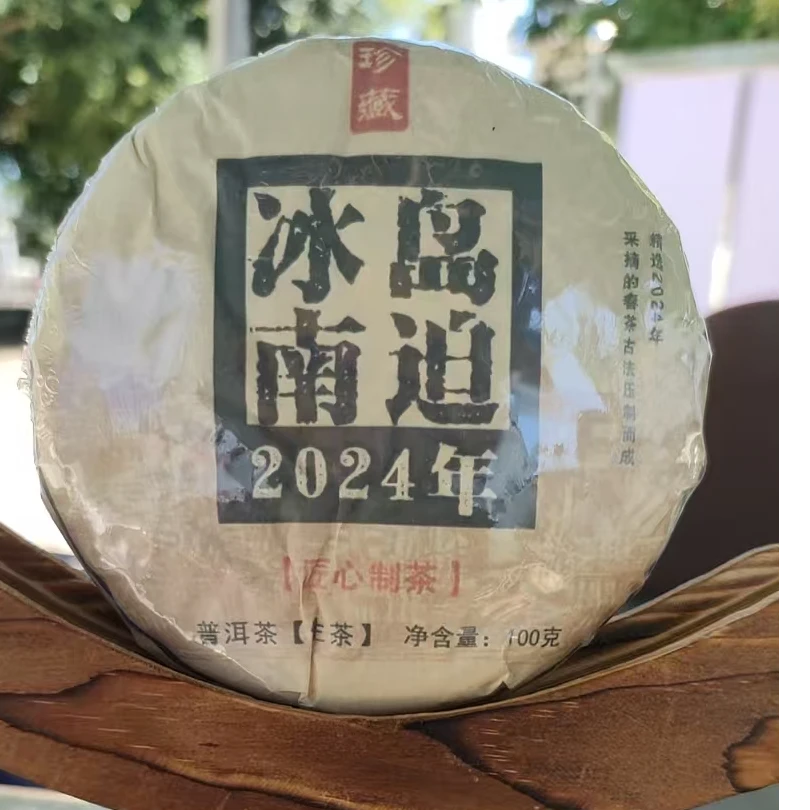 珍藏
冰岛
南迫
2024年
精选2024年
采摘的春茶古法压制而成
【匠心制茶】
普洱茶【生茶】 净含量：100克